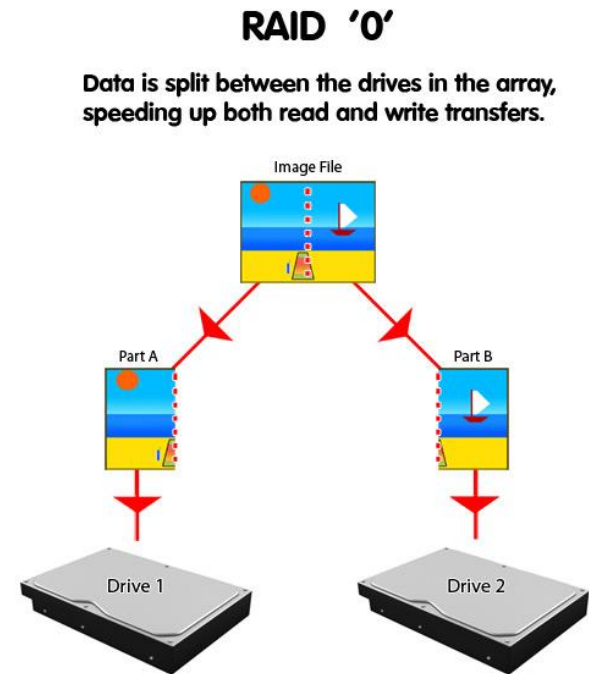 RAID ‘0’
Data is split between the drives in the array,
speeding up both read and write transfers.
Image File
Part A
Part B
Drive 1
Drive 2